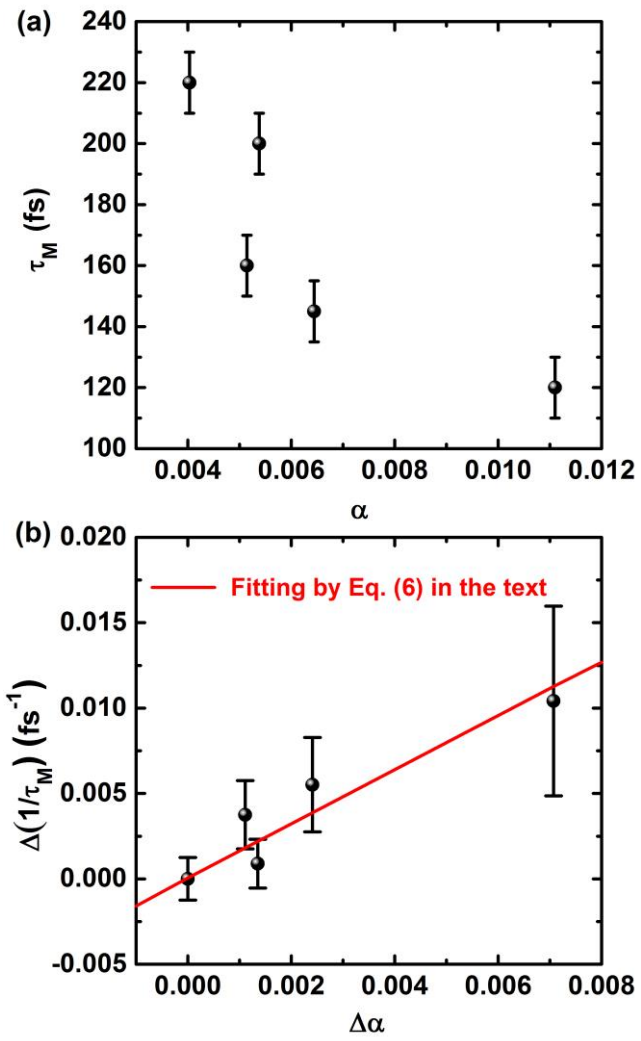 (a)
240
220
200
180
160
140
120
100
τM (fs)
0.004 0.006 0.008 0.010 0.012
α
(b)
0.020
0.015
0.010
0.005
0.000
-0.005
Δ(1/τM) (fs-1)
Fitting by Eq. (6) in the text
0.000 0.002 0.004 0.006 0.008
Δα